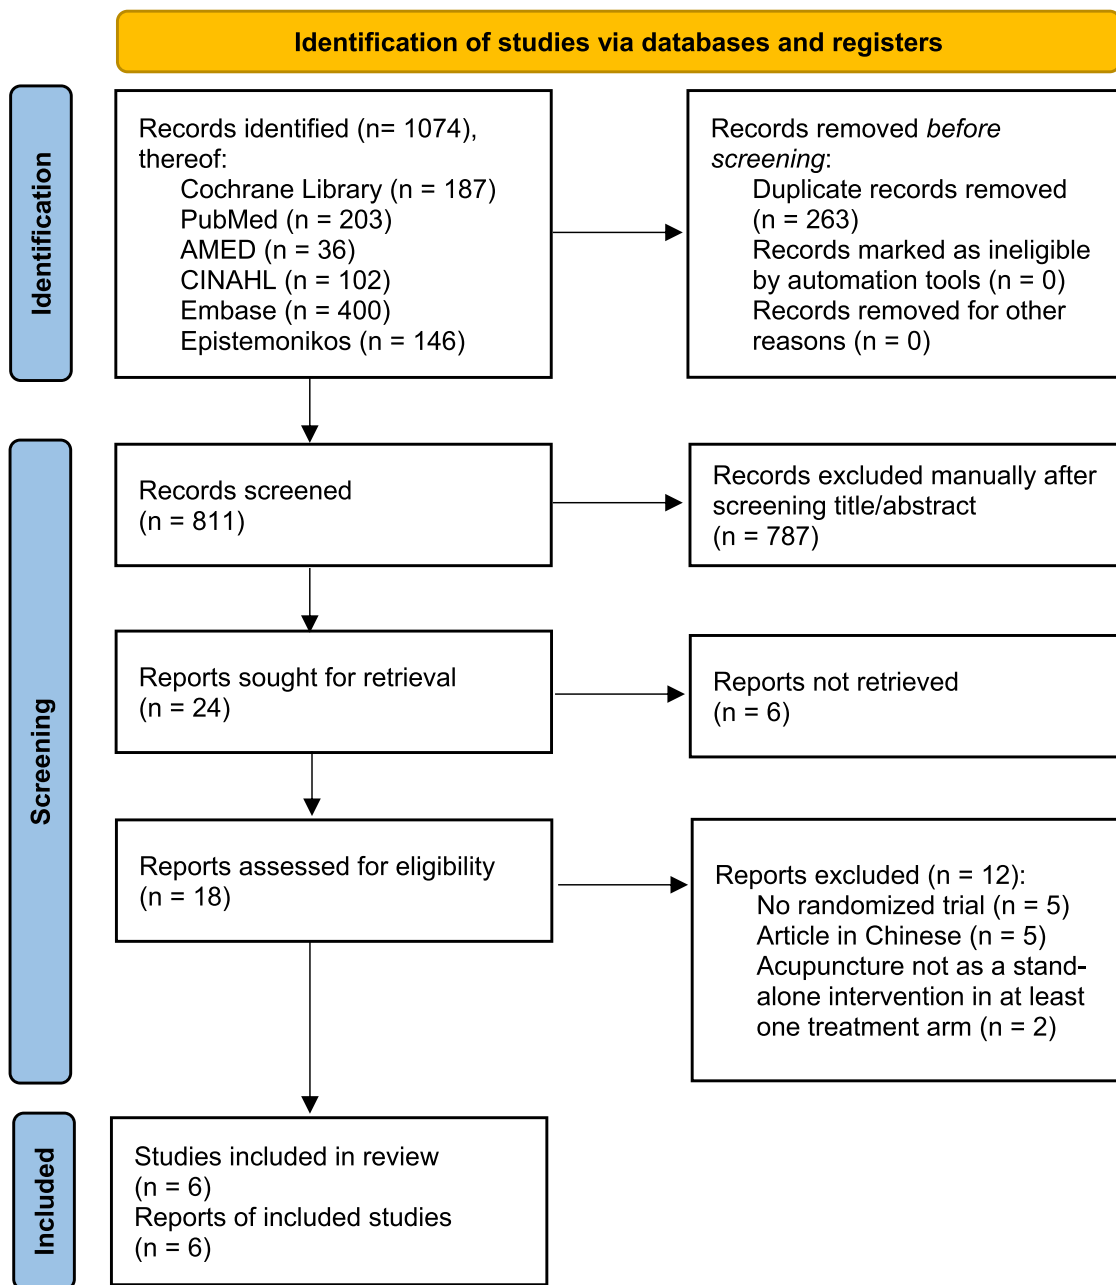 Identification of studies via databases and registers
Identification
Records identified (n= 1074),
thereof:
Cochrane Library (n = 187)
PubMed (n = 203)
AMED (n = 36)
CINAHL (n = 102)
Embase (n = 400)
Epistemonikos (n = 146)
Records removed before
screening:
Duplicate records removed
(n = 263)
Records marked as ineligible
by automation tools (n = 0)
Records removed for other
reasons (n = 0)
Screening
Records screened
(n = 811)
Records excluded manually after
screening title/abstract
(n = 787)
Reports sought for retrieval
(n = 24)
Reports not retrieved
(n = 6)
Reports assessed for eligibility
(n = 18)
Reports excluded (n = 12):
No randomized trial (n = 5)
Article in Chinese (n = 5)
Acupuncture not as a stand-
alone intervention in at least
one treatment arm (n = 2)
Included
Studies included in review
(n = 6)
Reports of included studies
(n = 6)